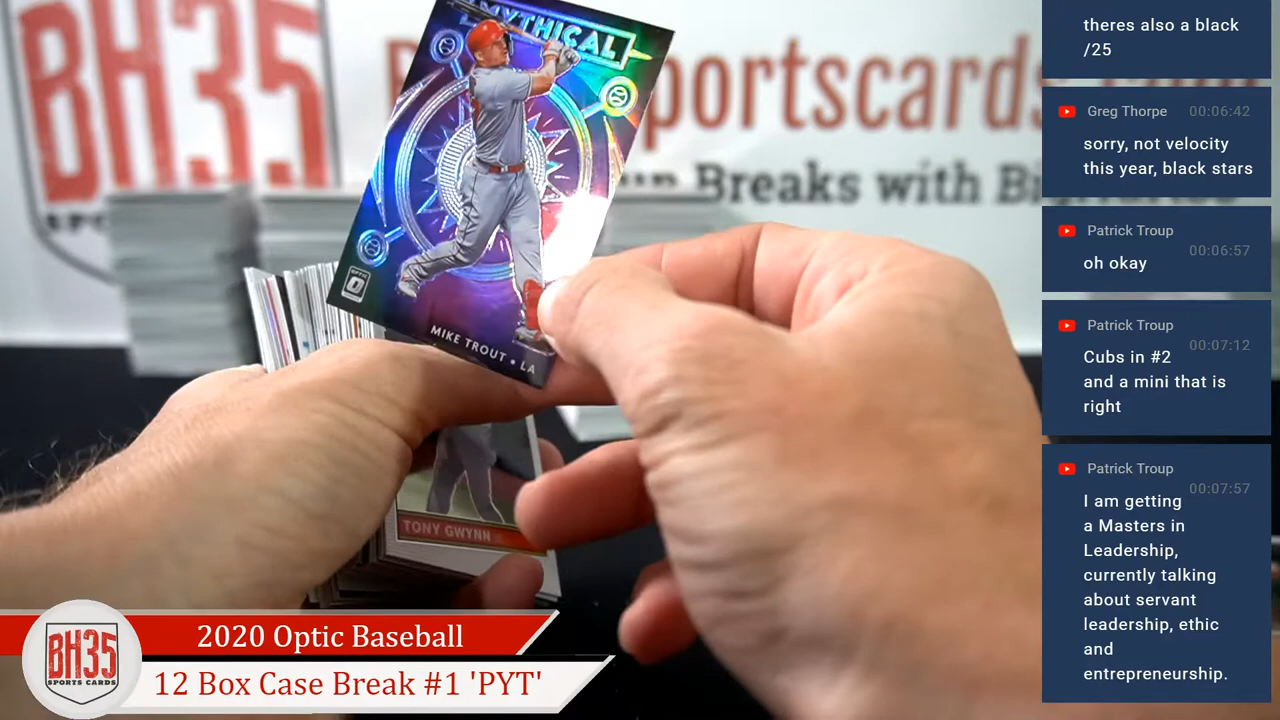 MYTHICAL
BH35
sportscards
Breaks with Big
OPTIC
MIKE TROUT • LA
TONY GWYNN
BH35
SPORTS CARDS
2020 Optic Baseball
12 Box Case Break #1 'PYT'
theres also a black
/25
Greg Thorpe 00:06:42
sorry, not velocity
this year, black stars
Patrick Troup
00:06:57
oh okay
Patrick Troup
00:07:12
Cubs in #2
and a mini that is
right
Patrick Troup
00:07:57
I am getting
a Masters in
Leadership,
currently talking
about servant
leadership, ethic
and
entrepreneurship.